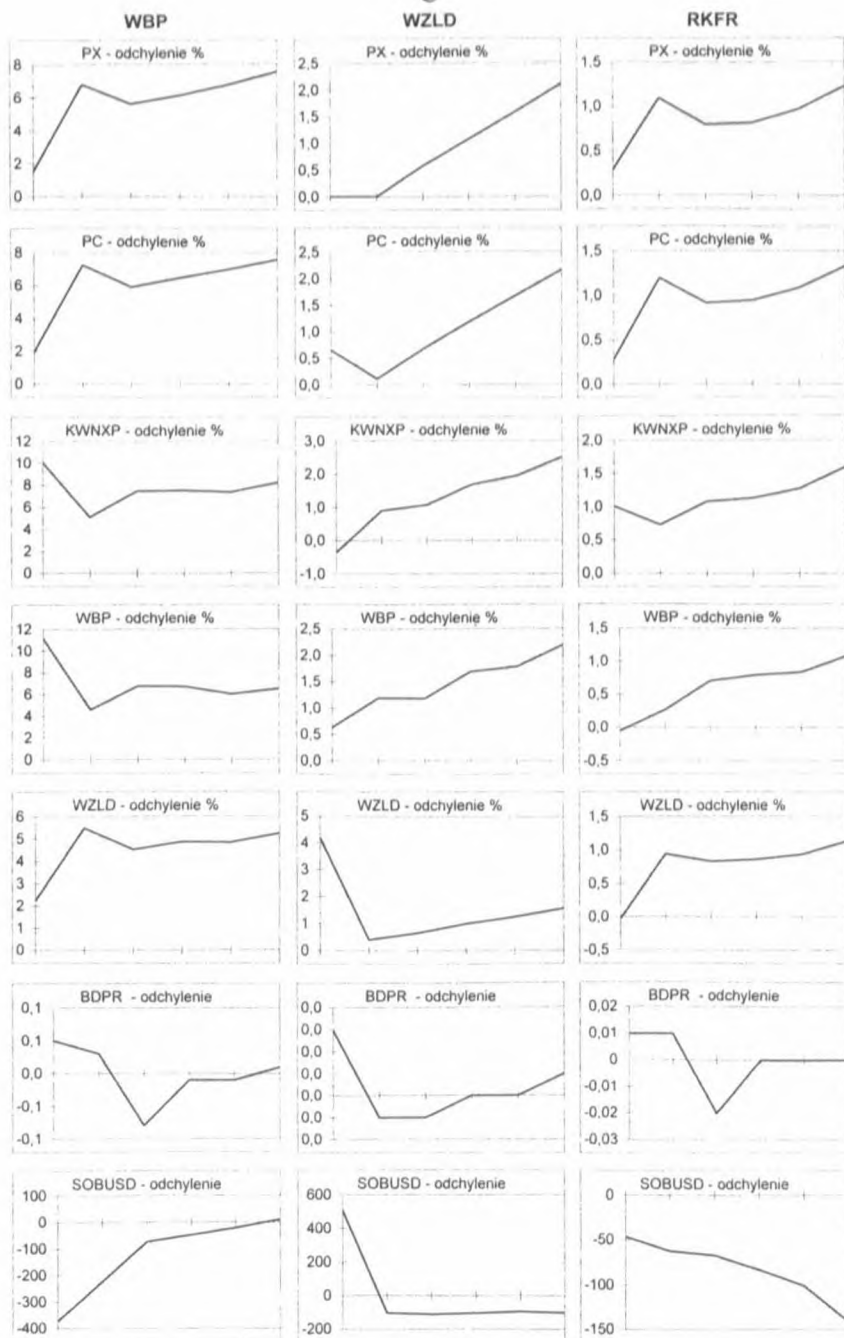 WBP WZLD RKFR
PX - odchylenie % PX - odchylenie % PX - odchylenie %
8 2,5 1,5
6 2,0 1,0
4 1,5 0,5
2 1,0 0,0
0 0,5
0,0
PC - odchylenie % PC - odchylenie % PC - odchylenie %
8 2,5 1,5
6 2,0 1,0
4 1,5 0,5
2 1,0 0,0
0 0,5
0,0
KWNXP - odchylenie % KWNXP - odchylenie % KWNXP - odchylenie %
12 3,0 2,0
10 2,0 1,5
8 1,0 1,0
6 0,0 0,5
4 -1,0 0,0
2
0
WBP - odchylenie % WBP - odchylenie % WBP - odchylenie %
12 2,5 1,5
10 2,0 1,0
8 1,5 0,5
6 1,0 0,0
4 0,5 -0,5
2 0,0
0
WZLD - odchylenie % WZLD - odchylenie % WZLD - odchylenie %
6 5 1,5
5 4 1,0
4 3 0,5
3 2 0,0
2 1 -0,5
1 0
0
BDPR - odchylenie BDPR - odchylenie BDPR - odchylenie
0,1 0,0 0,02
0,1 0,0 0,01
0,0 0,0 0
-0,1 0,0 -0,01
-0,1 0,0 -0,02
0,0 -0,03
0,0
SOBUSD - odchylenie SOBUSD - odchylenie SOBUSD - odchylenie
100 600 0
0 400 -50
-100 200 -100
-200 0 -150
-300 -200
-400